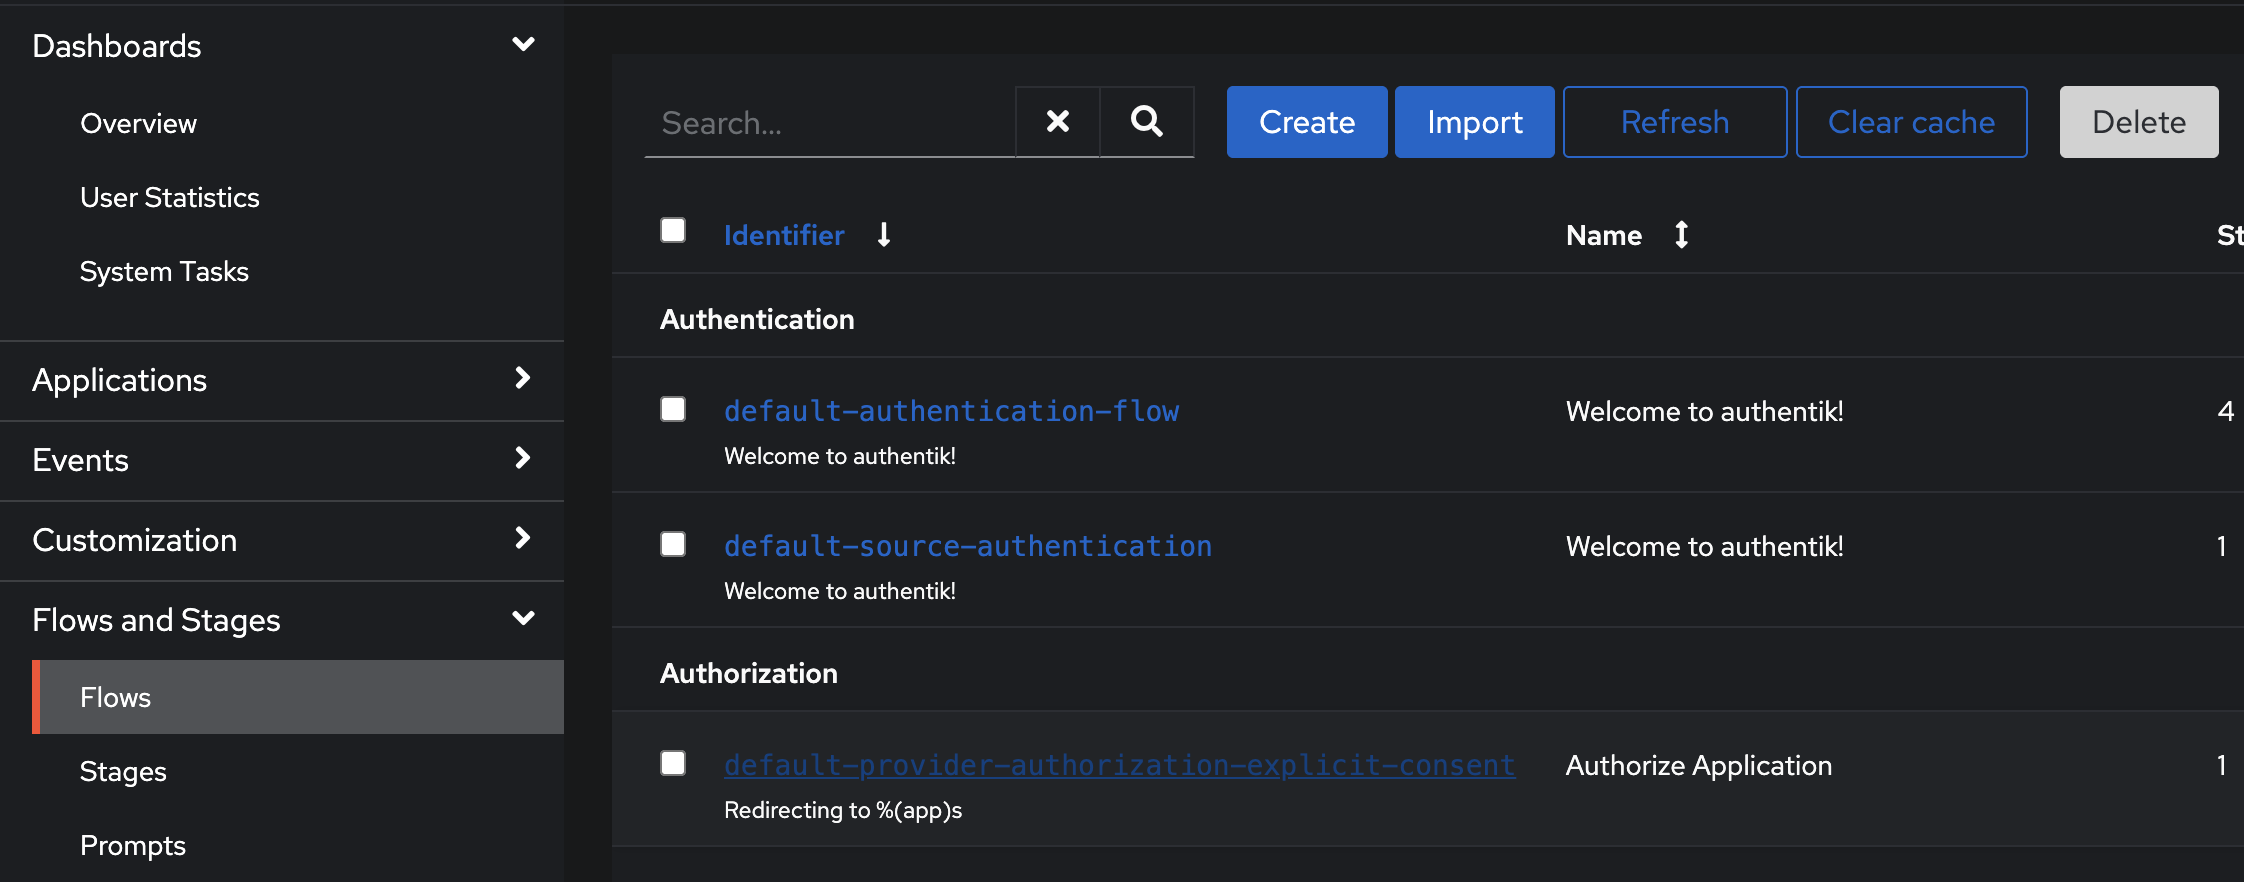 Dashboards
Overview
User Statistics
System Tasks
Applications
Events
Customization
Flows and Stages
Flows
Stages
Prompts
Search...
Create
Import
Refresh
Clear cache
Delete
Identifier
Name
St
Authentication
default-authentication-flow
Welcome to authentik!
4
Welcome to authentik!
default-source-authentication
Welcome to authentik!
1
Welcome to authentik!
Authorization
default-provider-authorization-explicit-consent
Authorize Application
1
Redirecting to %(app)s